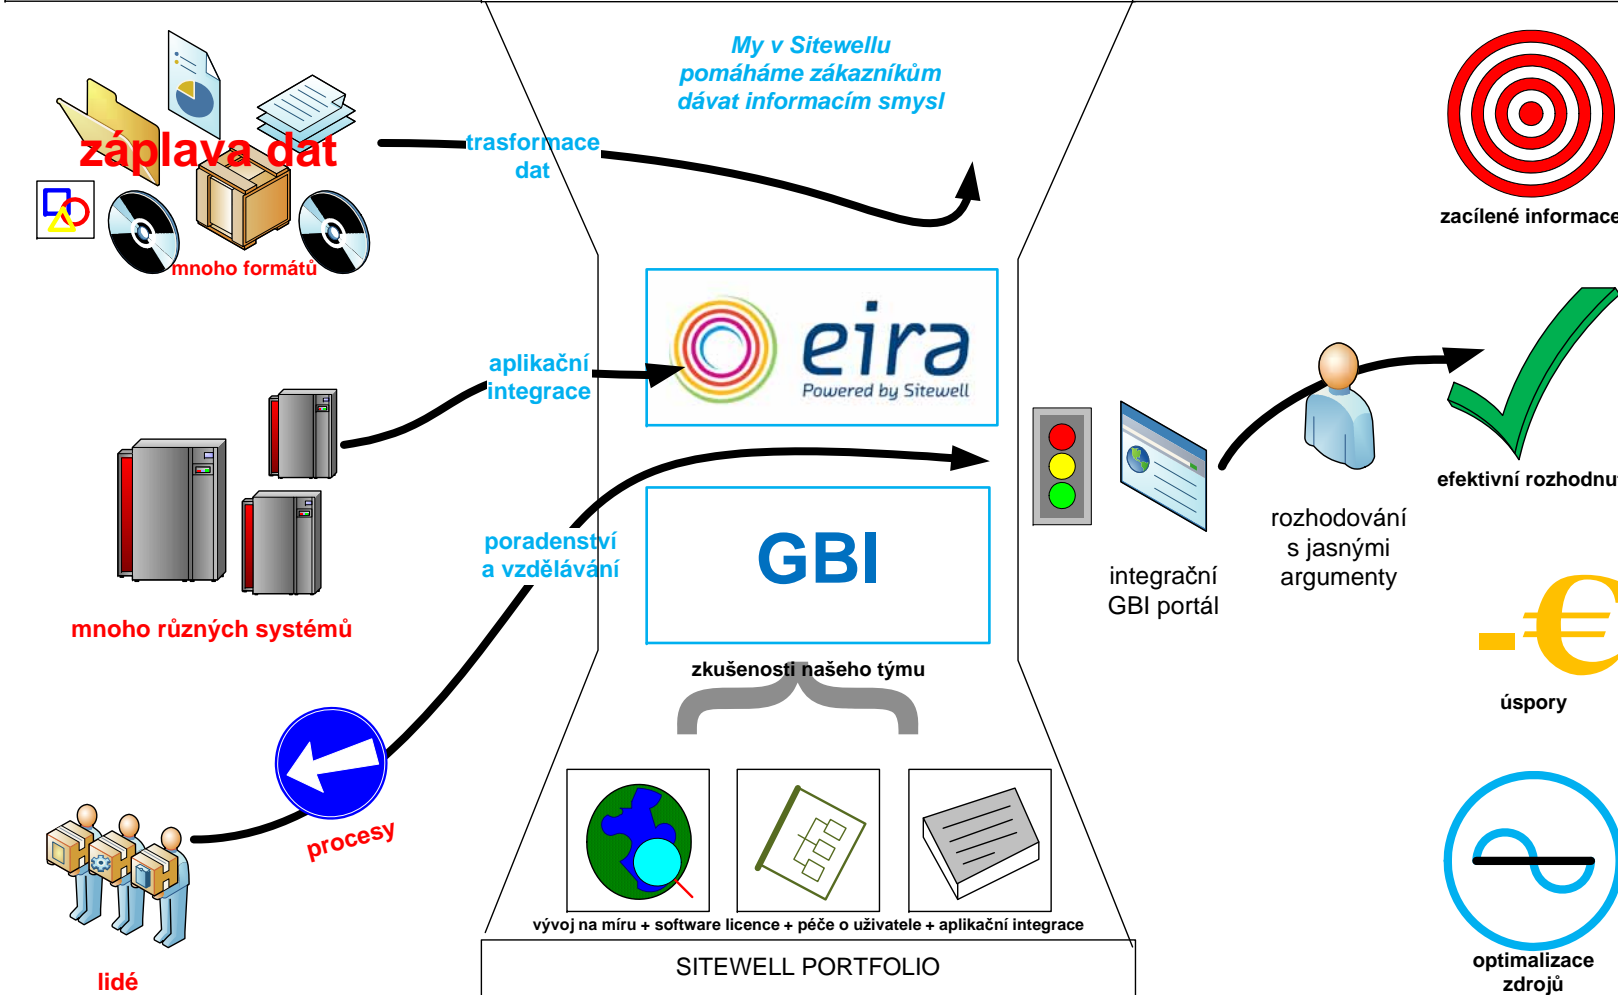 My v Sitewellu
pomáháme zákazníkům
dávat informacím smysl
záplava dat
mnoho formátů
trasformace
dat
zacílené informace
eira
Powered by Sitewell
aplikační
integrace
mnoho různých systémů
poradenství
a vzdělávání
GBI
integrační
GBI portál
rozhodování
s jasnými
argumenty
efektivní rozhodnut
zkušenosti našeho týmu
-€
úspory
procesy
lidé
vývoj na míru + software licence + péče o uživatele + aplikační integrace
SITEWELL PORTFOLIO
optimalizace
zdrojů